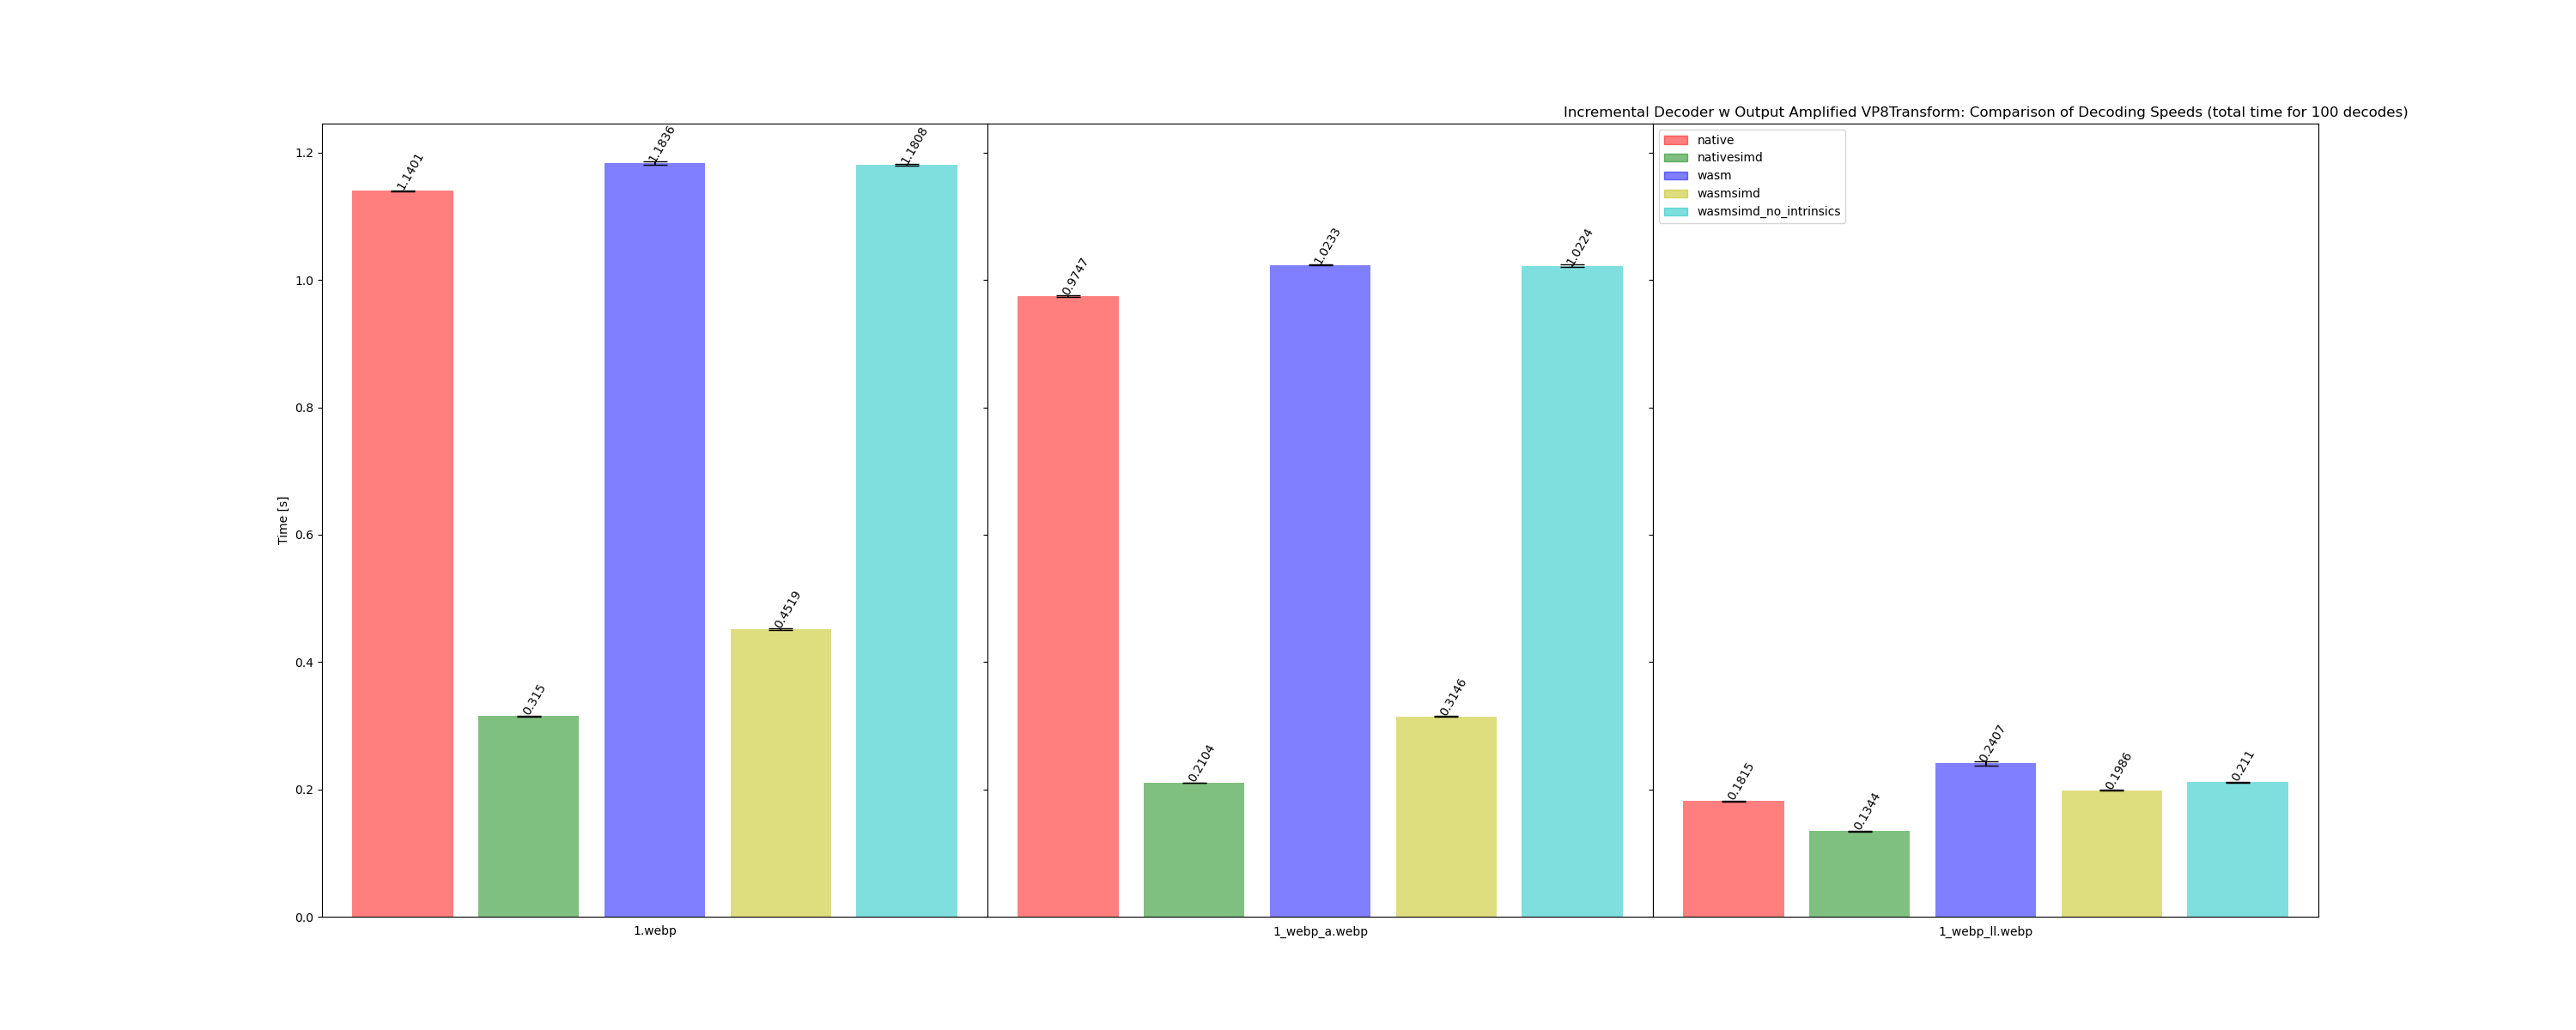 Incremental Decoder w Output Amplified VP8Transform: Comparison of Decoding Speeds (total time for 100 decodes)
native
nativesimd
wasm
wasmsimd
wasmsimd_no_intrinsics
Time [s]
1.2
1.0
0.8
0.6
0.4
0.2
0.0
1.1401
0.315
1.1836
0.4519
1.1808
1.webp
0.9747
0.2104
1.0233
0.3146
1.0224
1_webp_a.webp
0.1815
0.1344
0.2407
0.1986
0.211
1_webp_ll.webp